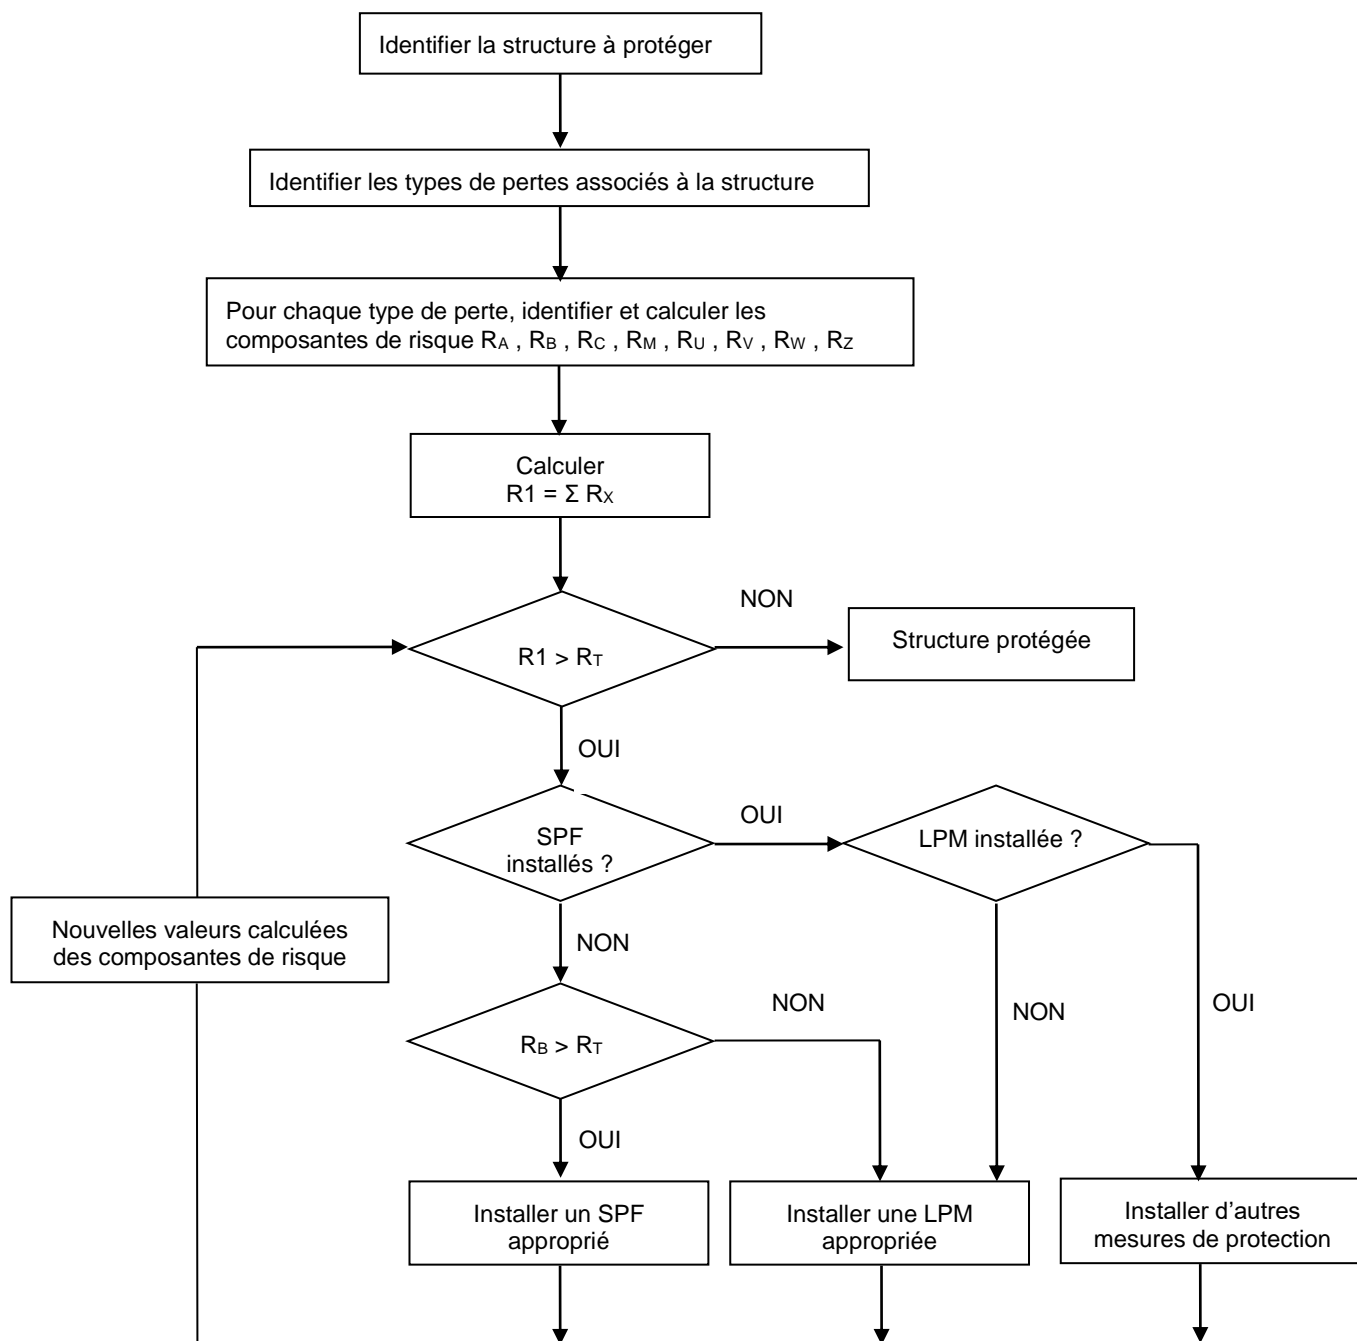 Identifier la structure à protéger
Identifier les types de pertes associés à la structure
Pour chaque type de perte, identifier et calculer les
composantes de risque RA , RB , RC , RM , RU , RV , RW , RZ
Calculer
R1 = Σ RX
NON
R1 > RT
Structure protégée
OUI
OUI
SPF
installés ?
LPM installée ?
Nouvelles valeurs calculées
des composantes de risque
NON
NON
NON
OUI
RB > RT
OUI
Installer un SPF
approprié
Installer une LPM
appropriée
Installer d’autres
mesures de protection